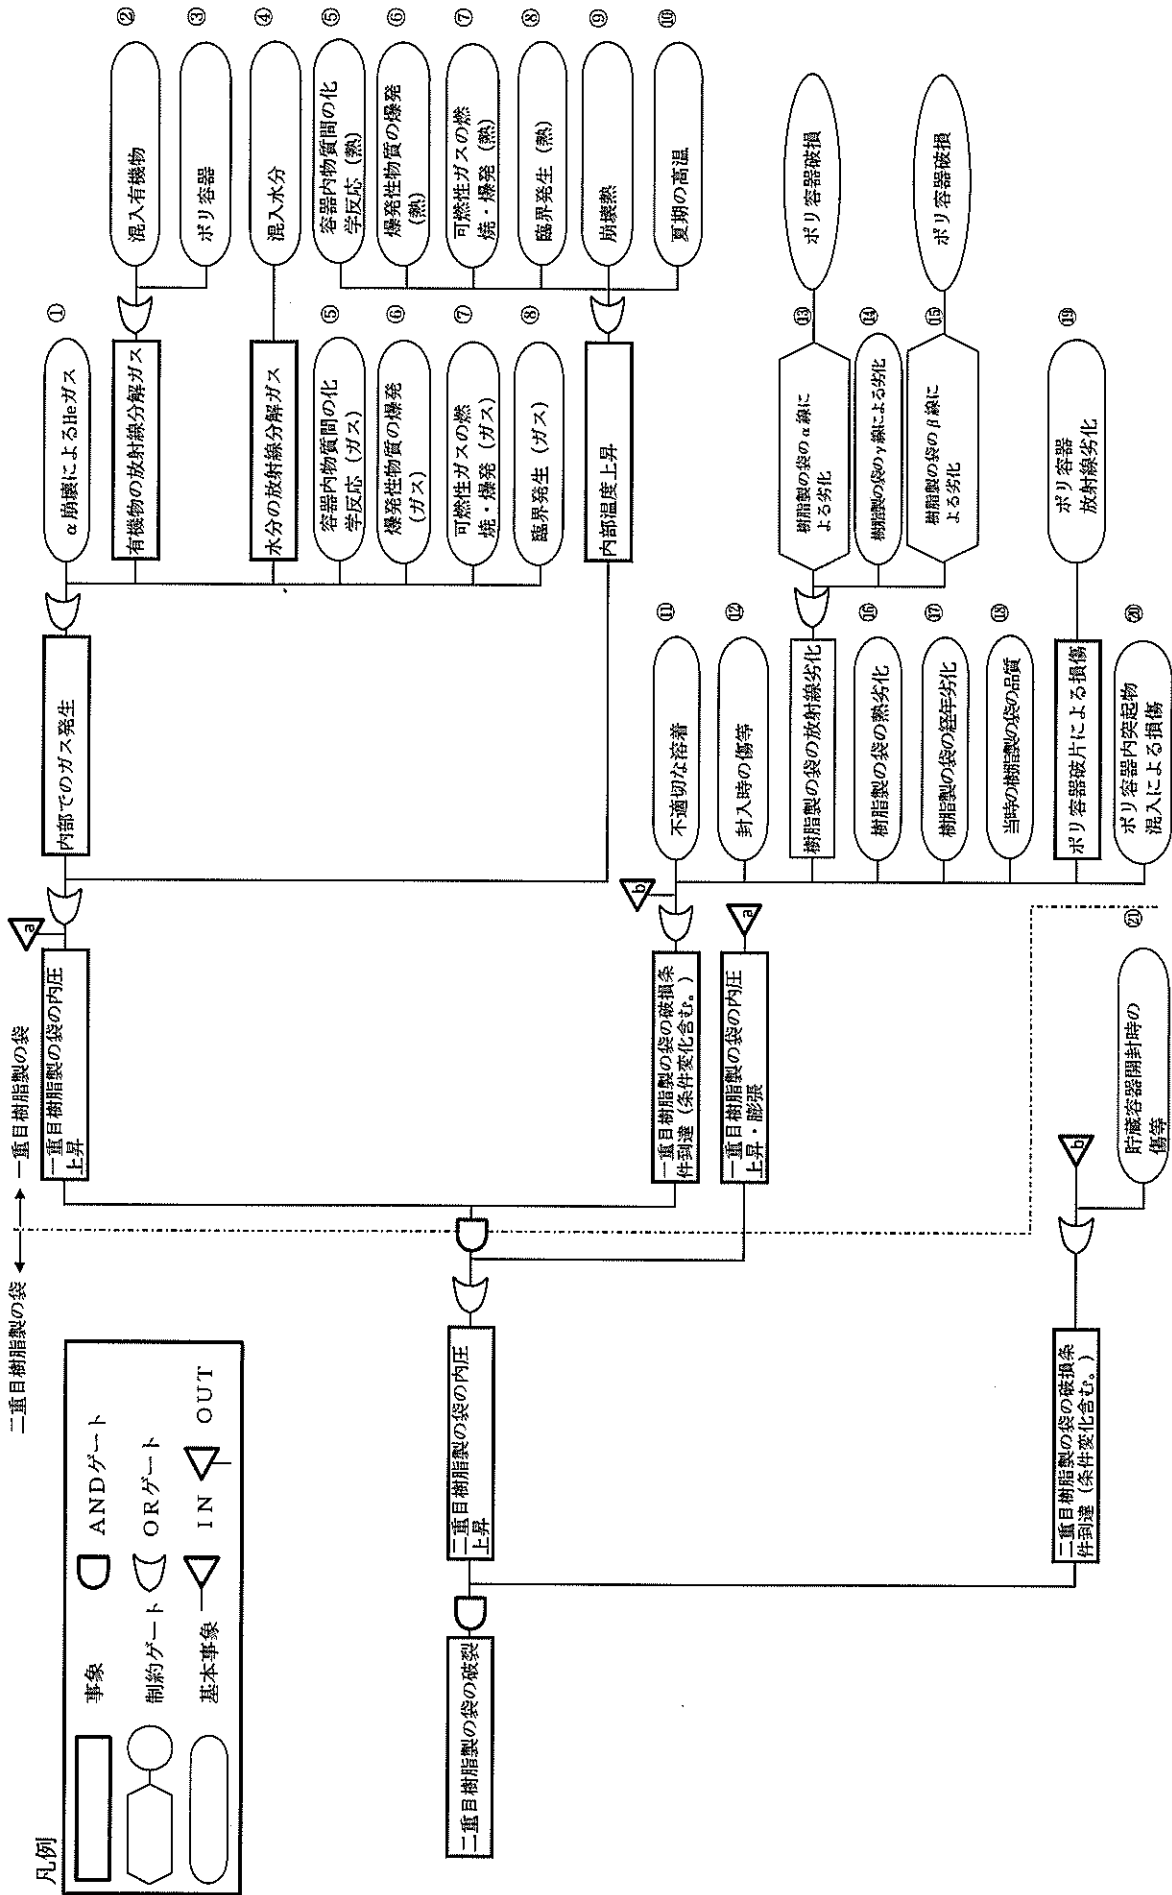 凡例
事象
ANDゲート
制約ゲート
ORゲート
基本事象
IN
OUT
二重目樹脂製の袋
一重目樹脂製の袋
二重目樹脂製の袋の破裂
二重目樹脂製の袋の内圧
上昇
二重目樹脂製の袋の破損条
件到達（条件変化含む。）
一重目樹脂製の袋の内圧
上昇
a
一重目樹脂製の袋の破損条
件到達（条件変化含む。）
b
一重目樹脂製の袋の内圧
上昇・膨張
a
b
貯蔵容器開封時の
傷等
㉑
内部でのガス発生
α崩壊によるHeガス
①
有機物の放射線分解ガス
混入有機物
②
ポリ容器
③
水分の放射線分解ガス
混入水分
④
容器内物質間の化
学反応（ガス）
⑤
爆発性物質の爆発
（ガス）
⑥
可燃性ガスの燃
焼・爆発（ガス）
⑦
臨界発生（ガス）
⑧
内部温度上昇
容器内物質間の化
学反応（熱）
⑤
爆発性物質の爆発
（熱）
⑥
可燃性ガスの燃
焼・爆発（熱）
⑦
臨界発生（熱）
⑧
崩壊熱
⑨
夏期の高温
⑩
不適切な溶着
⑪
封入時の傷等
⑫
樹脂製の袋の放射線劣化
樹脂製の袋のα線に
よる劣化
⑬
ポリ容器破損
樹脂製の袋のγ線による劣化
⑭
樹脂製の袋のβ線に
よる劣化
⑮
ポリ容器破損
樹脂製の袋の熱劣化
⑯
樹脂製の袋の経年劣化
⑰
当時の樹脂製の袋の品質
⑱
ポリ容器破片による損傷
ポリ容器
放射線劣化
⑲
ポリ容器内突起物
混入による損傷
⑳